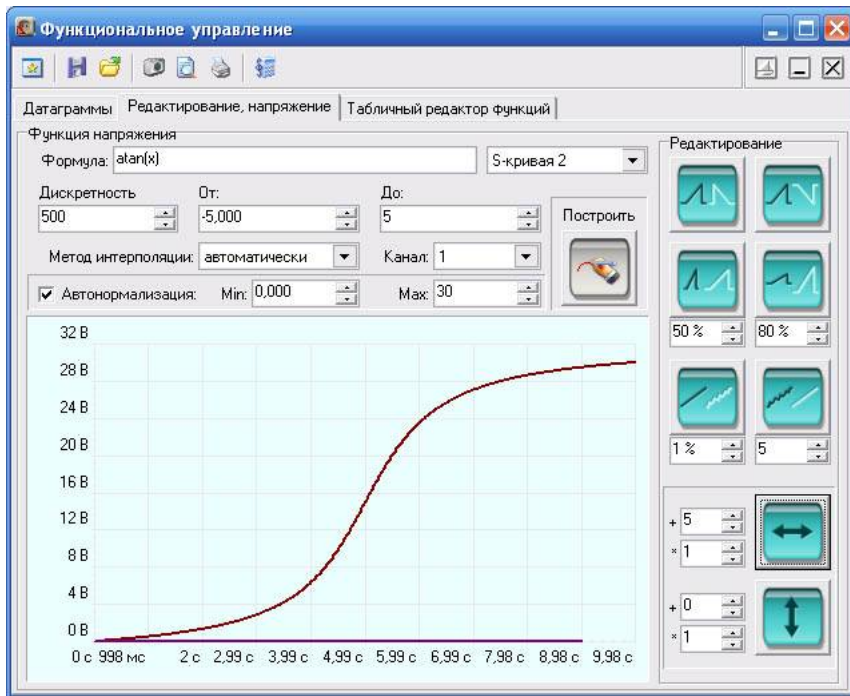 Функциональное управление
Датаграммы Редактирование, напряжение Табличный редактор функций
Функция напряжения
Формула: atan(x) S-кривая 2
Дискретность От: До:
500 -5,000 5
Построить
Метод интерполяции: автоматически Канал: 1
Автонормализация: Min: 0,000 Max: 30
32 В
28 В
24 В
20 В
16 В
12 В
8 В
4 В
0 В
0 с 998 мс 2 с 2,99 с 3,99 с 4,99 с 5,99 с 6,99 с 7,98 с 8,98 с 9,98 с
Редактирование
50 % 80 %
1 % 5
+ 5
* 1
+ 0
* 1